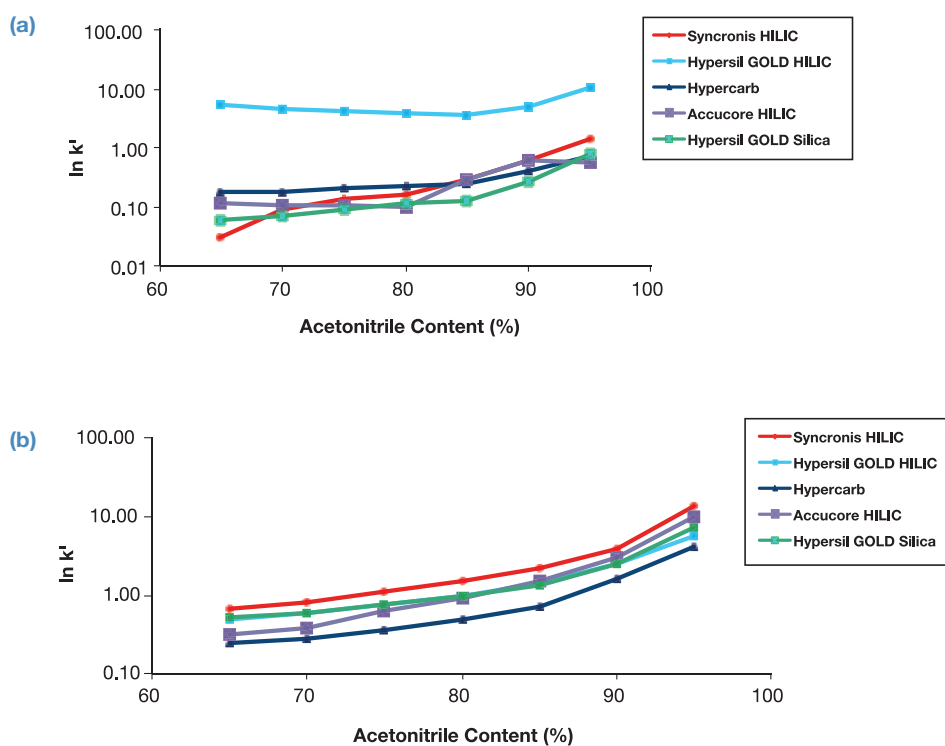 (a)
100.00
10.00
1.00
0.10
0.01
ln k'
60
70
80
90
100
Acetonitrile Content (%)
Syncronis HILIC
Hypersil GOLD HILIC
Hypercarb
Accucore HILIC
Hypersil GOLD Silica
(b)
100.00
10.00
1.00
0.10
ln k'
60
70
80
90
100
Acetonitrile Content (%)
Syncronis HILIC
Hypersil GOLD HILIC
Hypercarb
Accucore HILIC
Hypersil GOLD Silica